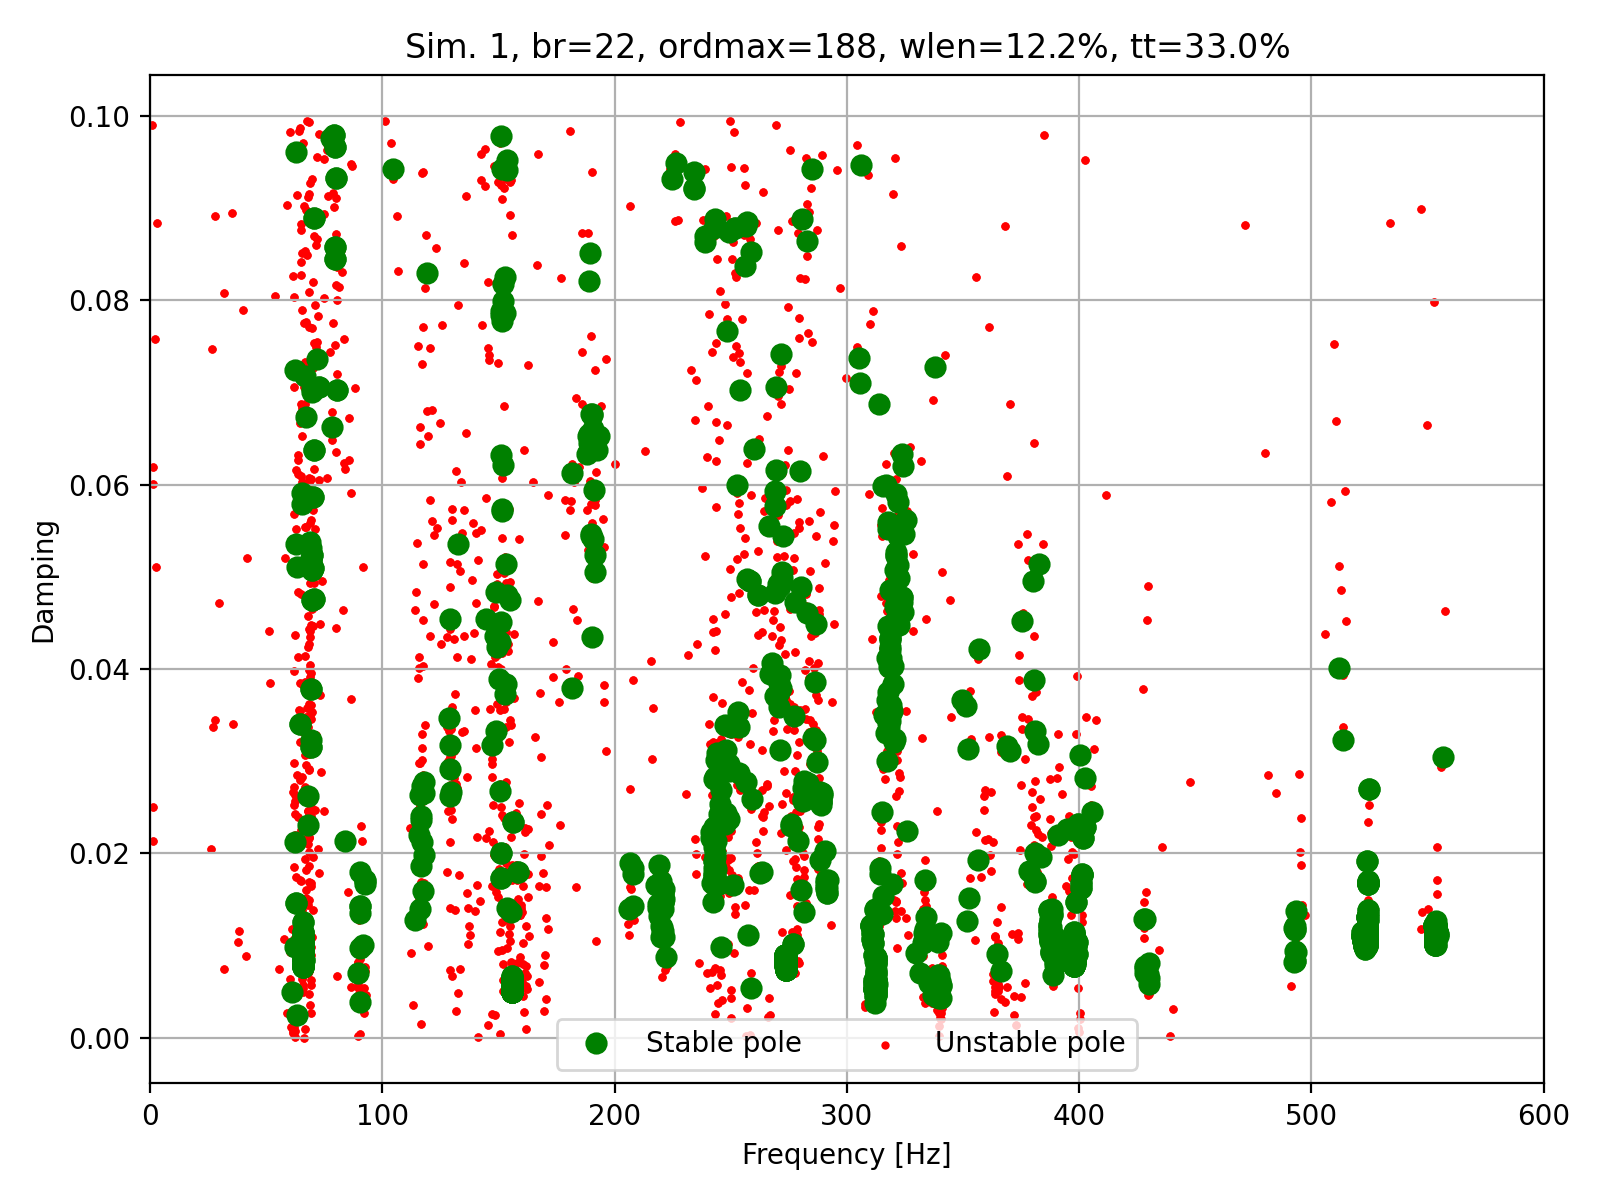 Sim. 1, br=22, ordmax=188, wlen=12.2%, tt=33.0%
0.10
0.08
0.06
0.04
0.02
0.00
Damping
Stable pole
Unstable pole
0
100
200
300
400
500
600
Frequency [Hz]